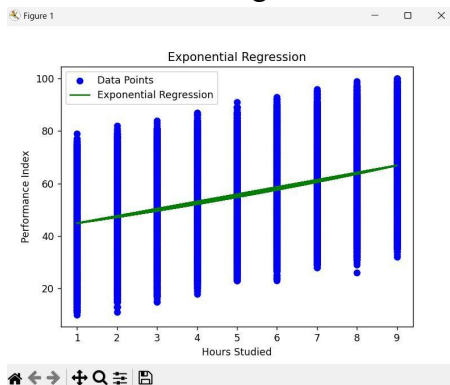 Figure 1
Exponential Regression
Data Points
Exponential Regression
100
80
60
40
20
Performance Index
1 2 3 4 5 6 7 8 9
Hours Studied